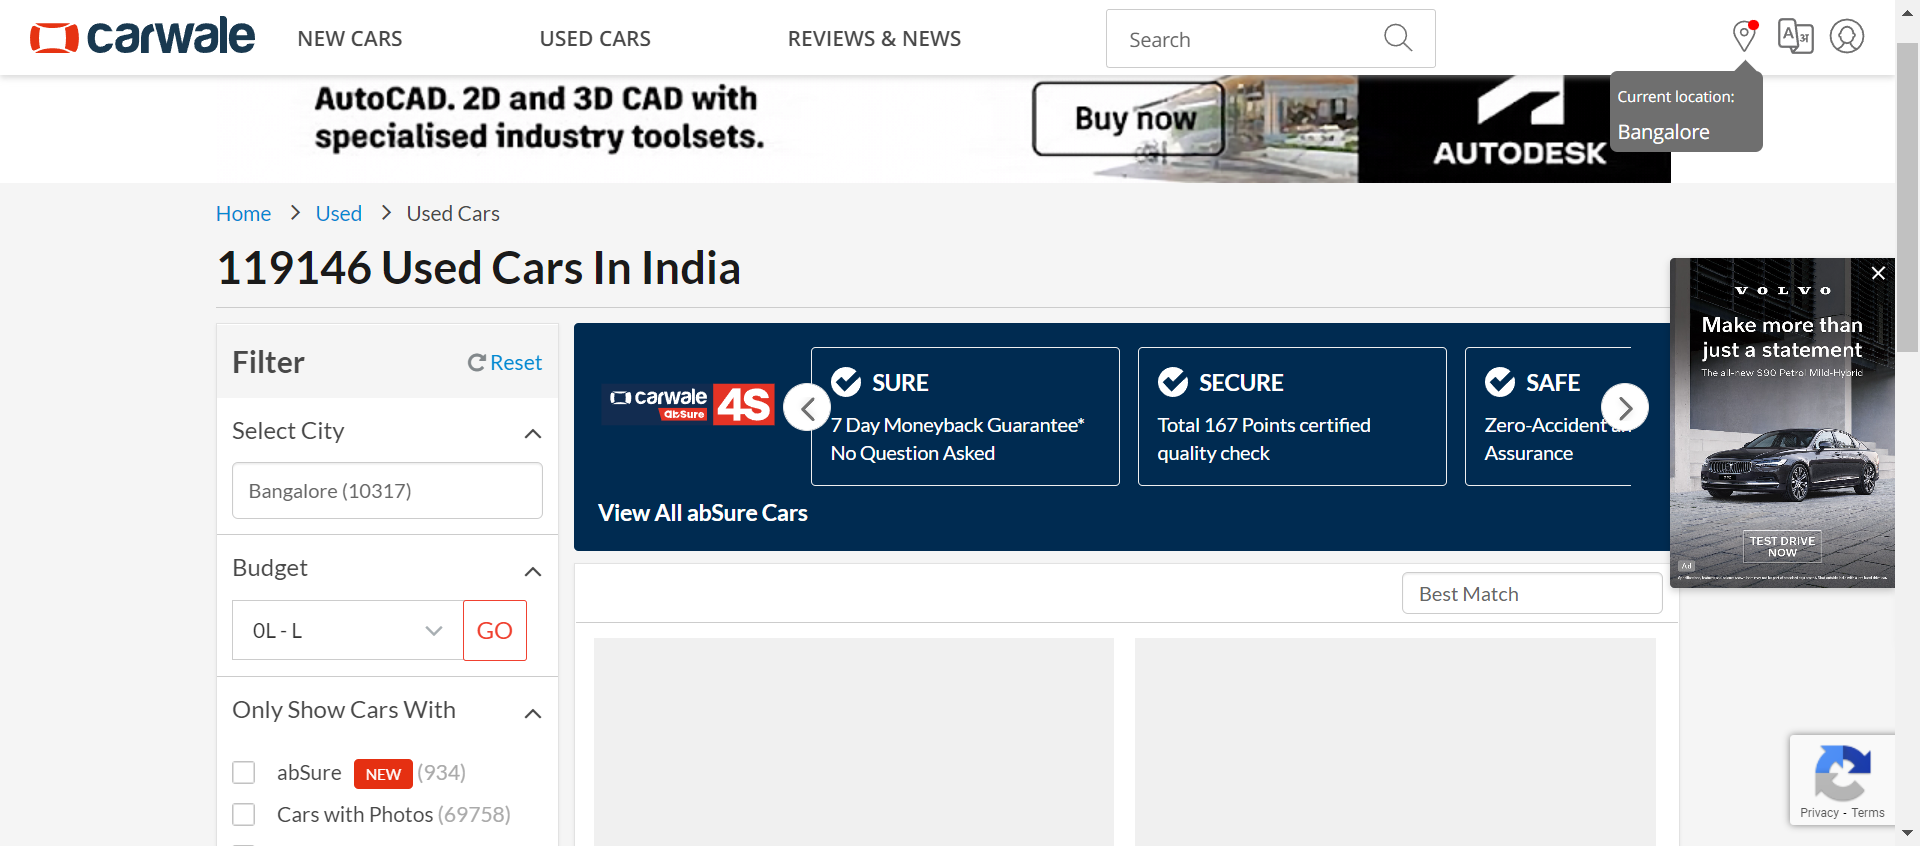 carwale
NEW CARS
USED CARS
REVIEWS & NEWS
Search
Current location:
Bangalore
AutoCAD. 2D and 3D CAD with
specialised industry toolsets.
Buy now
AUTODESK
Home > Used > Used Cars
119146 Used Cars In India
Filter
Reset
Select City
Bangalore (10317)
Budget
0L - L
GO
Only Show Cars With
abSure NEW (934)
Cars with Photos (69758)
carwale
abSure
4S
SURE
7 Day Moneyback Guarantee*
No Question Asked
SECURE
Total 167 Points certified
quality check
SAFE
Zero-Accident
Assurance
View All abSure Cars
Best Match
VOLVO
Make more than
just a statement
The all-new S90 Petrol Mild-Hybrid
TEST DRIVE
NOW
Ad
Privacy - Terms